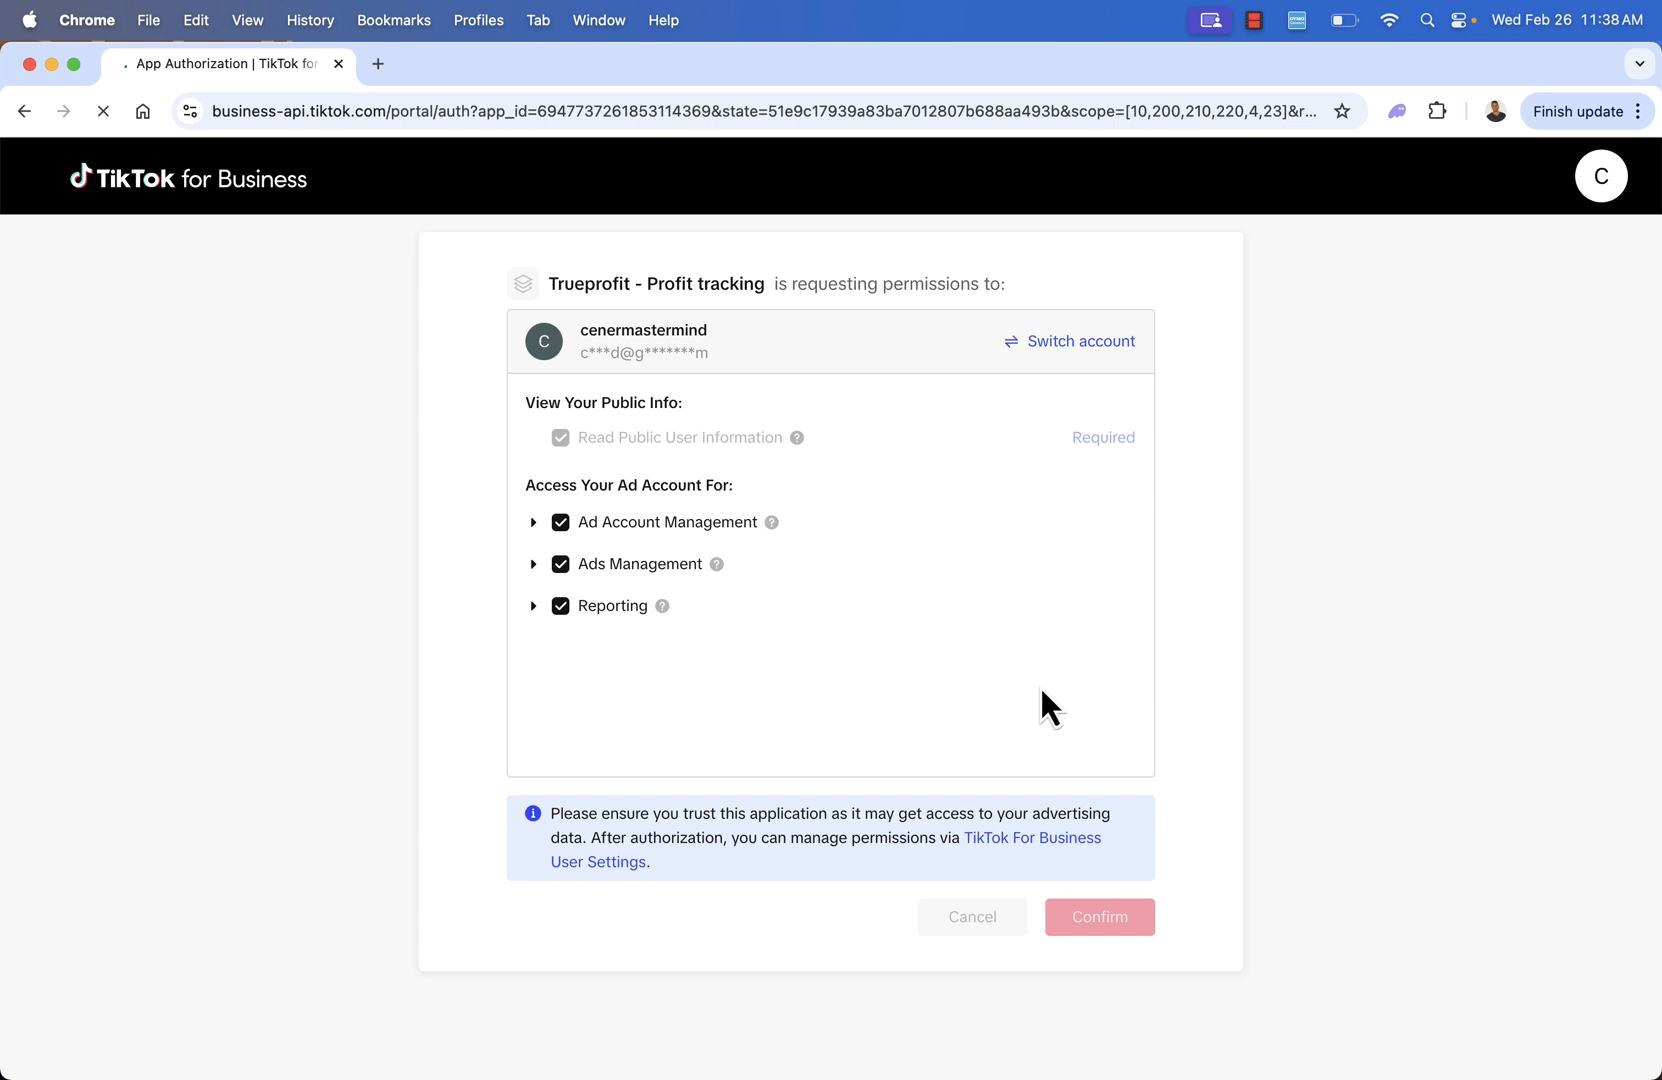 Chrome File Edit View History Bookmarks Profiles Tab Window Help Wed Feb 26 11:38 AM
App Authorization | TikTok for
business-api.tiktok.com/portal/auth?app_id=6947737261853114369&state=51e9c17939a83ba7012807b688aa493b&scope=[10,200,210,220,4,23]&r... Finish update
TikTok for Business C
Trueprofit - Profit tracking is requesting permissions to:
C cenermastermind Switch account
c***d@g*******m
View Your Public Info:
Read Public User Information ? Required
Access Your Ad Account For:
Ad Account Management ?
Ads Management ?
Reporting ?
Please ensure you trust this application as it may get access to your advertising
data. After authorization, you can manage permissions via TikTok For Business
User Settings.
Cancel Confirm